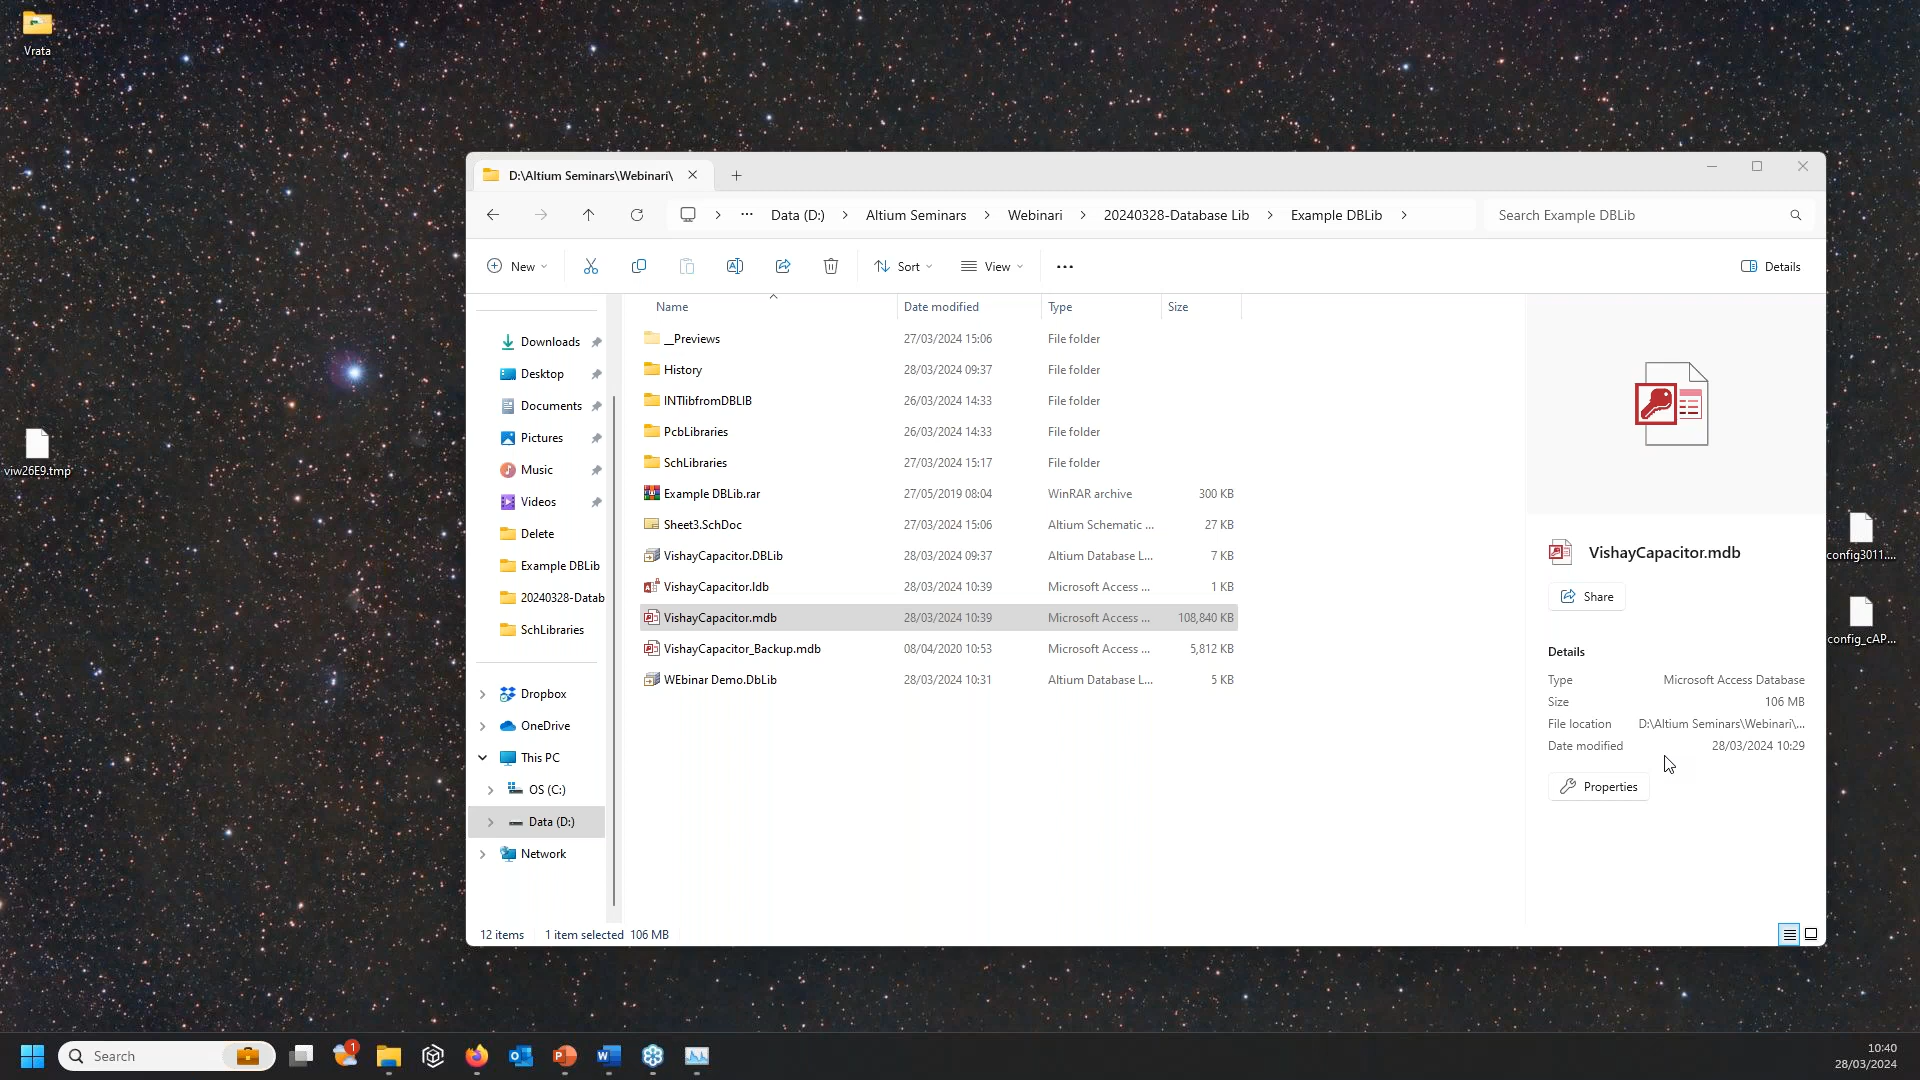 Vrata
viw26E9.tmp
config3011....
config_cAP...
D:\Altium Seminars\Webinari\
Data (D:) Altium Seminars Webinari 20240328-Database Lib Example DBLib
Search Example DBLib
New Sort View Details
Name Date modified Type Size
__Previews 27/03/2024 15:06 File folder
History 28/03/2024 09:37 File folder
INTlibfromDBLIB 26/03/2024 14:33 File folder
PcbLibraries 26/03/2024 14:33 File folder
SchLibraries 27/03/2024 15:17 File folder
Example DBLib.rar 27/05/2019 08:04 WinRAR archive 300 KB
Sheet3.SchDoc 27/03/2024 15:06 Altium Schematic ... 27 KB
VishayCapacitor.DBLib 28/03/2024 09:37 Altium Database L... 7 KB
VishayCapacitor.ldb 28/03/2024 10:39 Microsoft Access ... 1 KB
VishayCapacitor.mdb 28/03/2024 10:39 Microsoft Access ... 108,840 KB
VishayCapacitor_Backup.mdb 08/04/2020 10:53 Microsoft Access ... 5,812 KB
WEbinar Demo.DbLib 28/03/2024 10:31 Altium Database L... 5 KB
Downloads
Desktop
Documents
Pictures
Music
Videos
Delete
Example DBLib
20240328-Datab
SchLibraries
Dropbox
OneDrive
This PC
OS (C:)
Data (D:)
Network
VishayCapacitor.mdb
Share
Details
Type Microsoft Access Database
Size 106 MB
File location D:\Altium Seminars\Webinari\...
Date modified 28/03/2024 10:29
Properties
12 items 1 item selected 106 MB
Search
1
10:40
28/03/2024